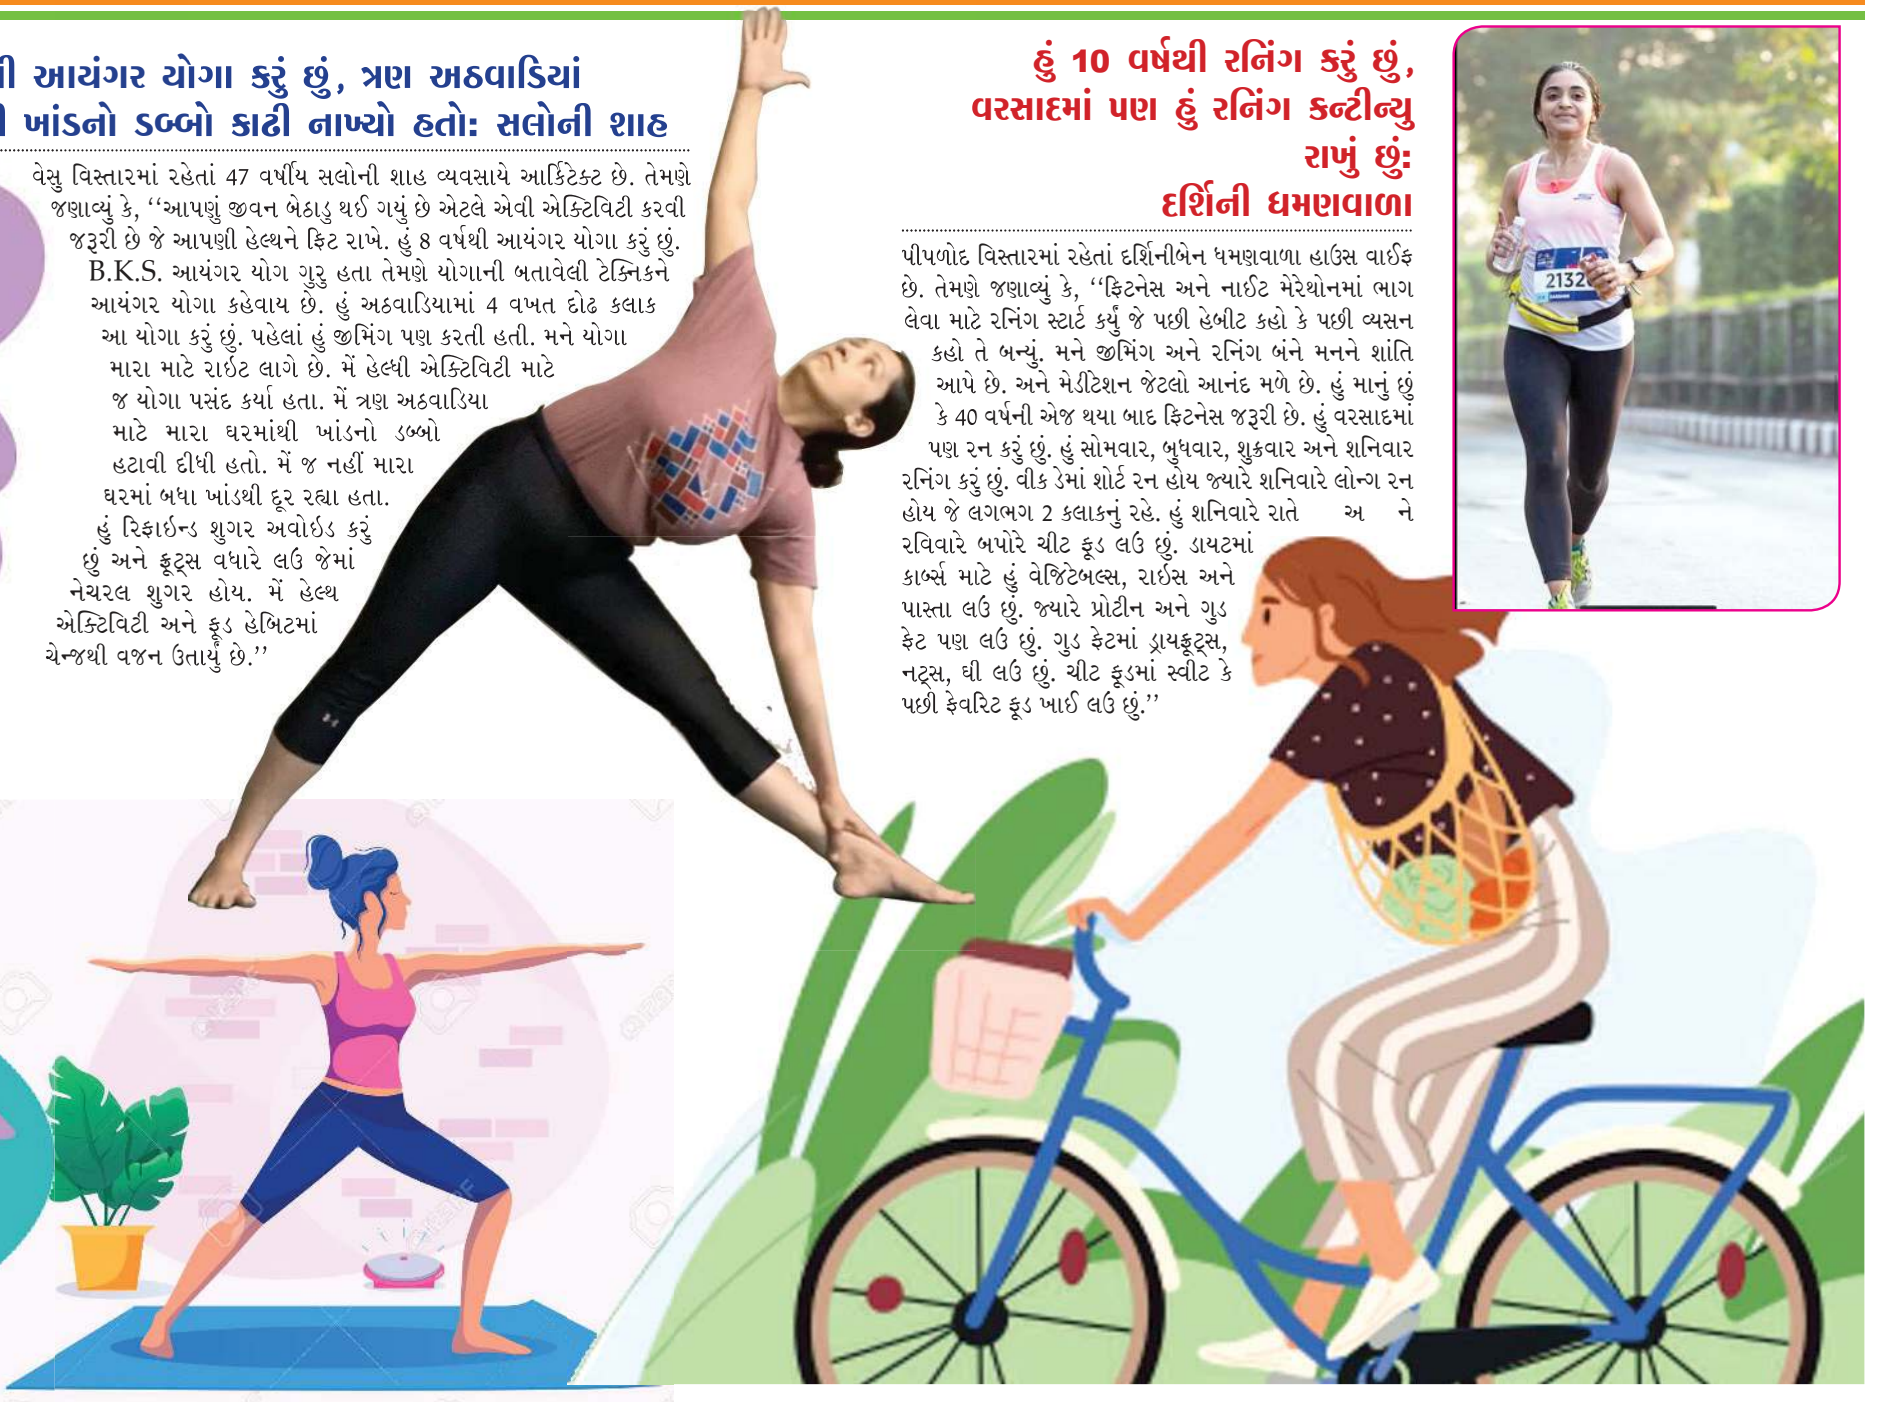 આયંગર યોગા કરું છું, ત્રણ અઠવાડિયાં
ખાંડનો ડબ્બો કાઢી નાખ્યો હતો: સલોની શાહ
વેસુ વિસ્તારમાં રહેતાં 47 વર્ષીય સલોની શાહ વ્યવસાયે આર્કિટેક્ટ છે. તેમણે
જણાવ્યું કે, ‘‘આપણું જીવન બેઠાડુ થઈ ગયું છે એટલે એવી એક્ટિવિટી કરવી
જરૂરી છે જે આપણી હેલ્થને ફિટ રાખે. હું 8 વર્ષથી આયંગર યોગા કરું છું.
B.K.S. આયંગર યોગ ગુરુ હતા તેમણે યોગાની બતાવેલી ટેક્નિકને
આયંગર યોગા કહેવાય છે. હું અઠવાડિયામાં 4 વખત દોઢ કલાક
આ યોગા કરું છું. પહેલાં હું જીમિંગ પણ કરતી હતી. મને યોગા
મારા માટે રાઇટ લાગે છે. મેં હેલ્ધી એક્ટિવિટી માટે
જ યોગા પસંદ કર્યા હતા. મેં ત્રણ અઠવાડિયા
માટે મારા ઘરમાંથી ખાંડનો ડબ્બો
હટાવી દીધી હતો. મેં જ નહીં મારા
ઘરમાં બધા ખાંડથી દૂર રહ્યા હતા.
હું રિફાઇન્ડ શુગર અવોઇડ કરું
છું અને ફ્રૂટ્સ વધારે લઉં જેમાં
નેચરલ શુગર હોય. મેં હેલ્થ
એક્ટિવિટી અને ફૂડ હેબિટમાં
ચેન્જથી વજન ઉતાર્યું છે.’’
હું 10 વર્ષથી રનિંગ કરું છું,
વરસાદમાં પણ હું રનિંગ કન્ટીન્યુ
રાખું છું:
દર્શિની ધમણવાળા
પીપળોદ વિસ્તારમાં રહેતાં દર્શિનીબેન ધમણવાળા હાઉસ વાઈફ
છે. તેમણે જણાવ્યું કે, ‘‘ફિટનેસ અને નાઈટ મેરેથોનમાં ભાગ
લેવા માટે રનિંગ સ્ટાર્ટ કર્યું જે પછી હેબીટ કહો કે પછી વ્યસન
કહો તે બન્યું. મને જીમિંગ અને રનિંગ બંને મનને શાંતિ
આપે છે. અને મેડીટેશન જેટલો આનંદ મળે છે. હું માનું છું
કે 40 વર્ષની એજ થયા બાદ ફિટનેસ જરૂરી છે. હું વરસાદમાં
પણ રન કરું છું. હું સોમવાર, બુધવાર, શુક્રવાર અને શનિવાર
રનિંગ કરું છું. વીક ડેમાં શોર્ટ રન હોય જ્યારે શનિવારે લોન્ગ રન
હોય જે લગભગ 2 કલાકનું રહે. હું શનિવારે રાતે અ ને
રવિવારે બપોરે ચીટ ફૂડ લઉં છું. ડાયટમાં
કાર્બ્સ માટે હું વેજિટેબલ્સ, રાઇસ અને
પાસ્તા લઉં છું. જ્યારે પ્રોટીન અને ગુડ
ફેટ પણ લઉં છું. ગુડ ફેટમાં ડ્રાયફ્રૂટ્સ,
નટ્સ, ઘી લઉં છું. ચીટ ફૂડમાં સ્વીટ કે
પછી ફેવરિટ ફૂડ ખાઈ લઉં છું.’’